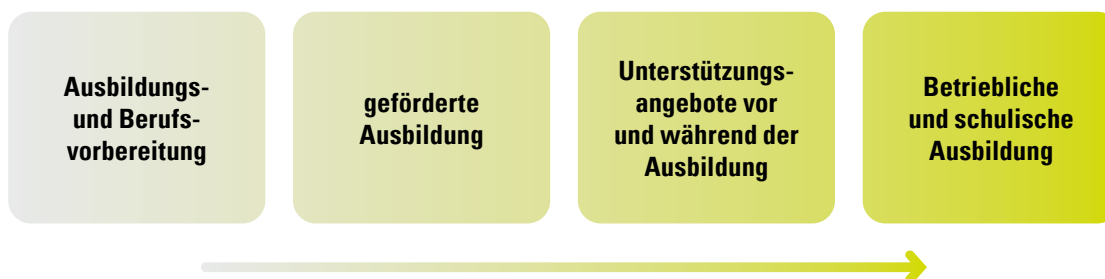 Ausbildungs-
und Berufs-
vorbereitung
geförderte
Ausbildung
Unterstützungs-
angebote vor
und während der
Ausbildung
Betriebliche
und schulische
Ausbildung